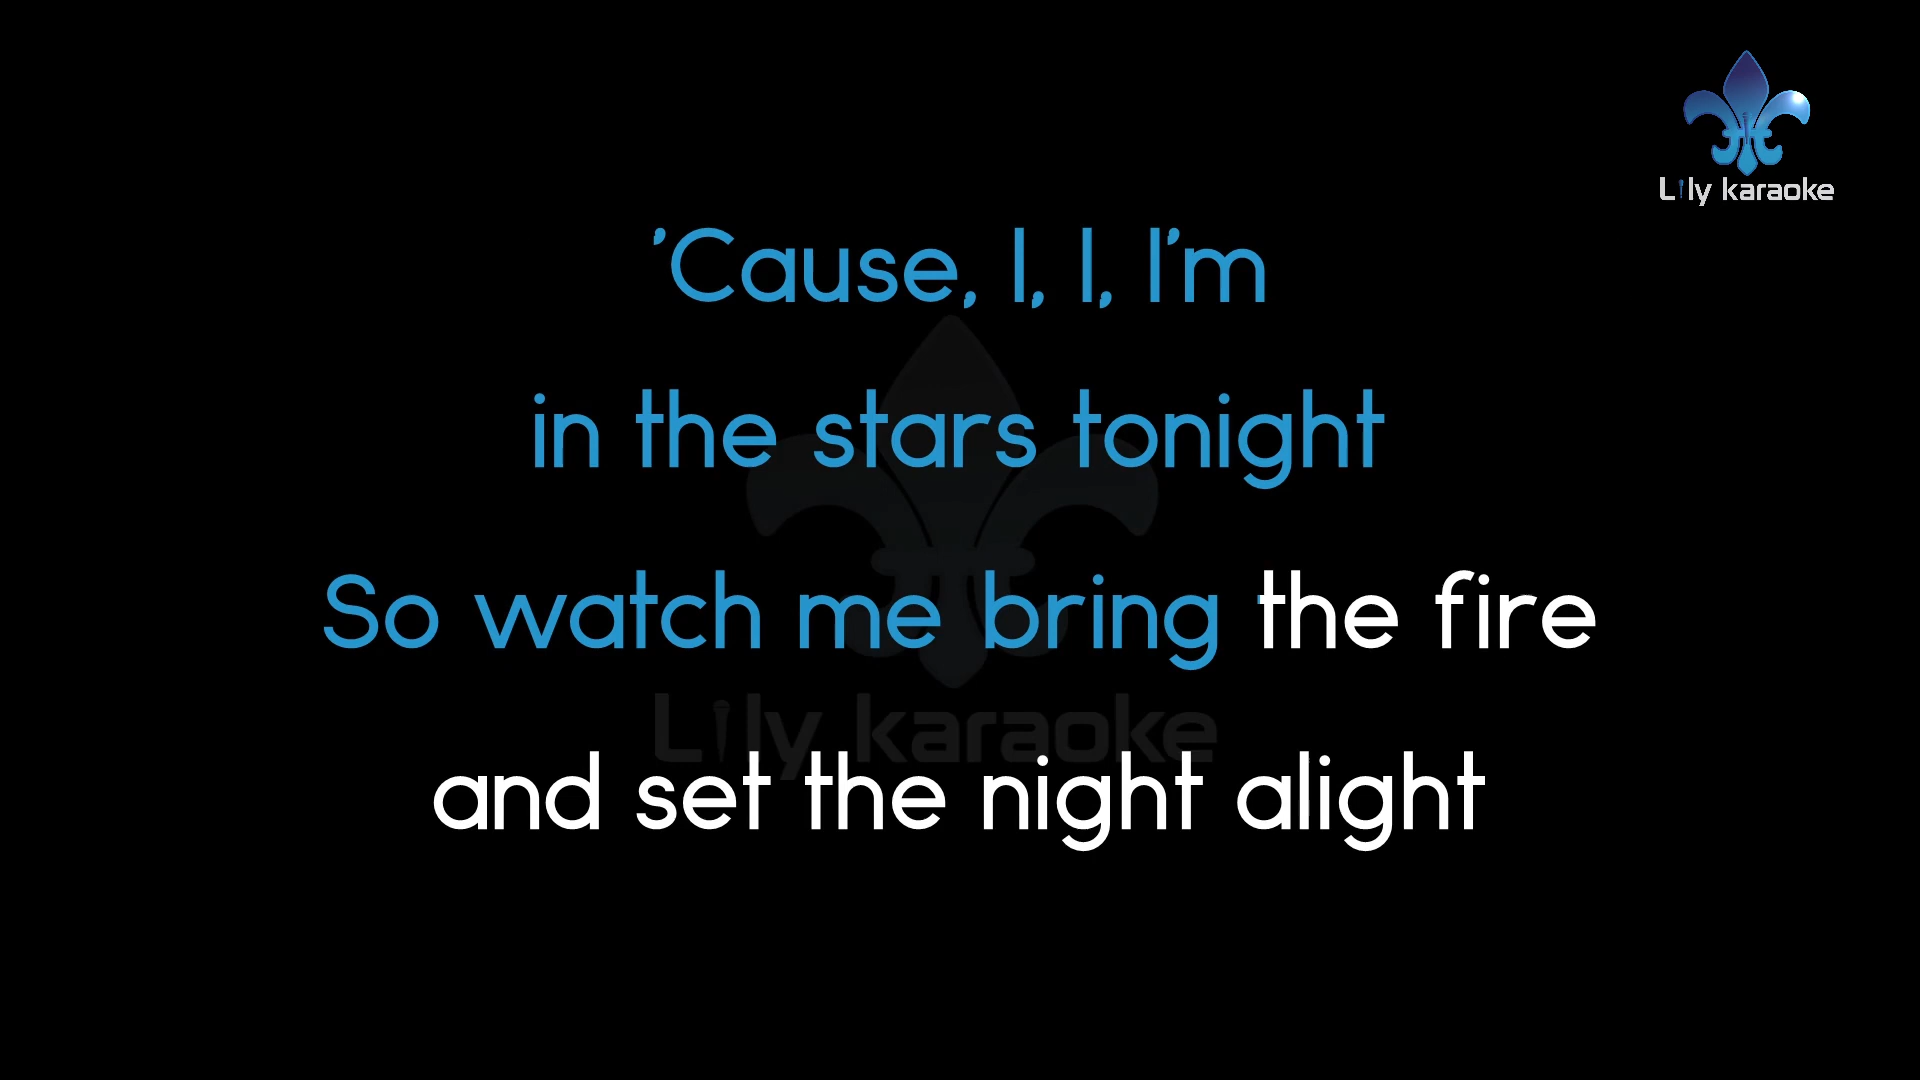 Lily karaoke
’Cause, I, I, I’m
in the stars tonight
So watch me bring the fire
Lily karaoke
and set the night alight